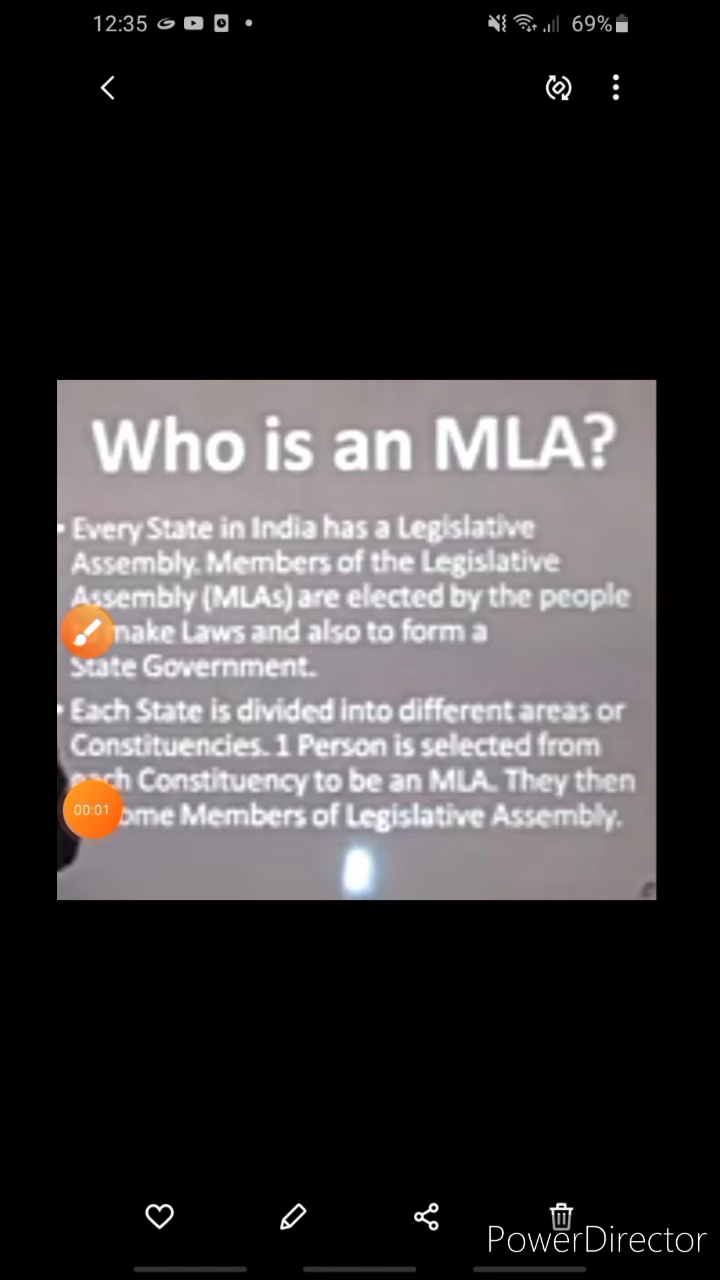 12:35
69%
Who is an MLA?
• Every State in India has a Legislative
Assembly. Members of the Legislative
Assembly (MLAs) are elected by the people
make Laws and also to form a
State Government.
• Each State is divided into different areas or
Constituencies. 1 Person is selected from
each Constituency to be an MLA. They then
ome Members of Legislative Assembly.
00:01
PowerDirector